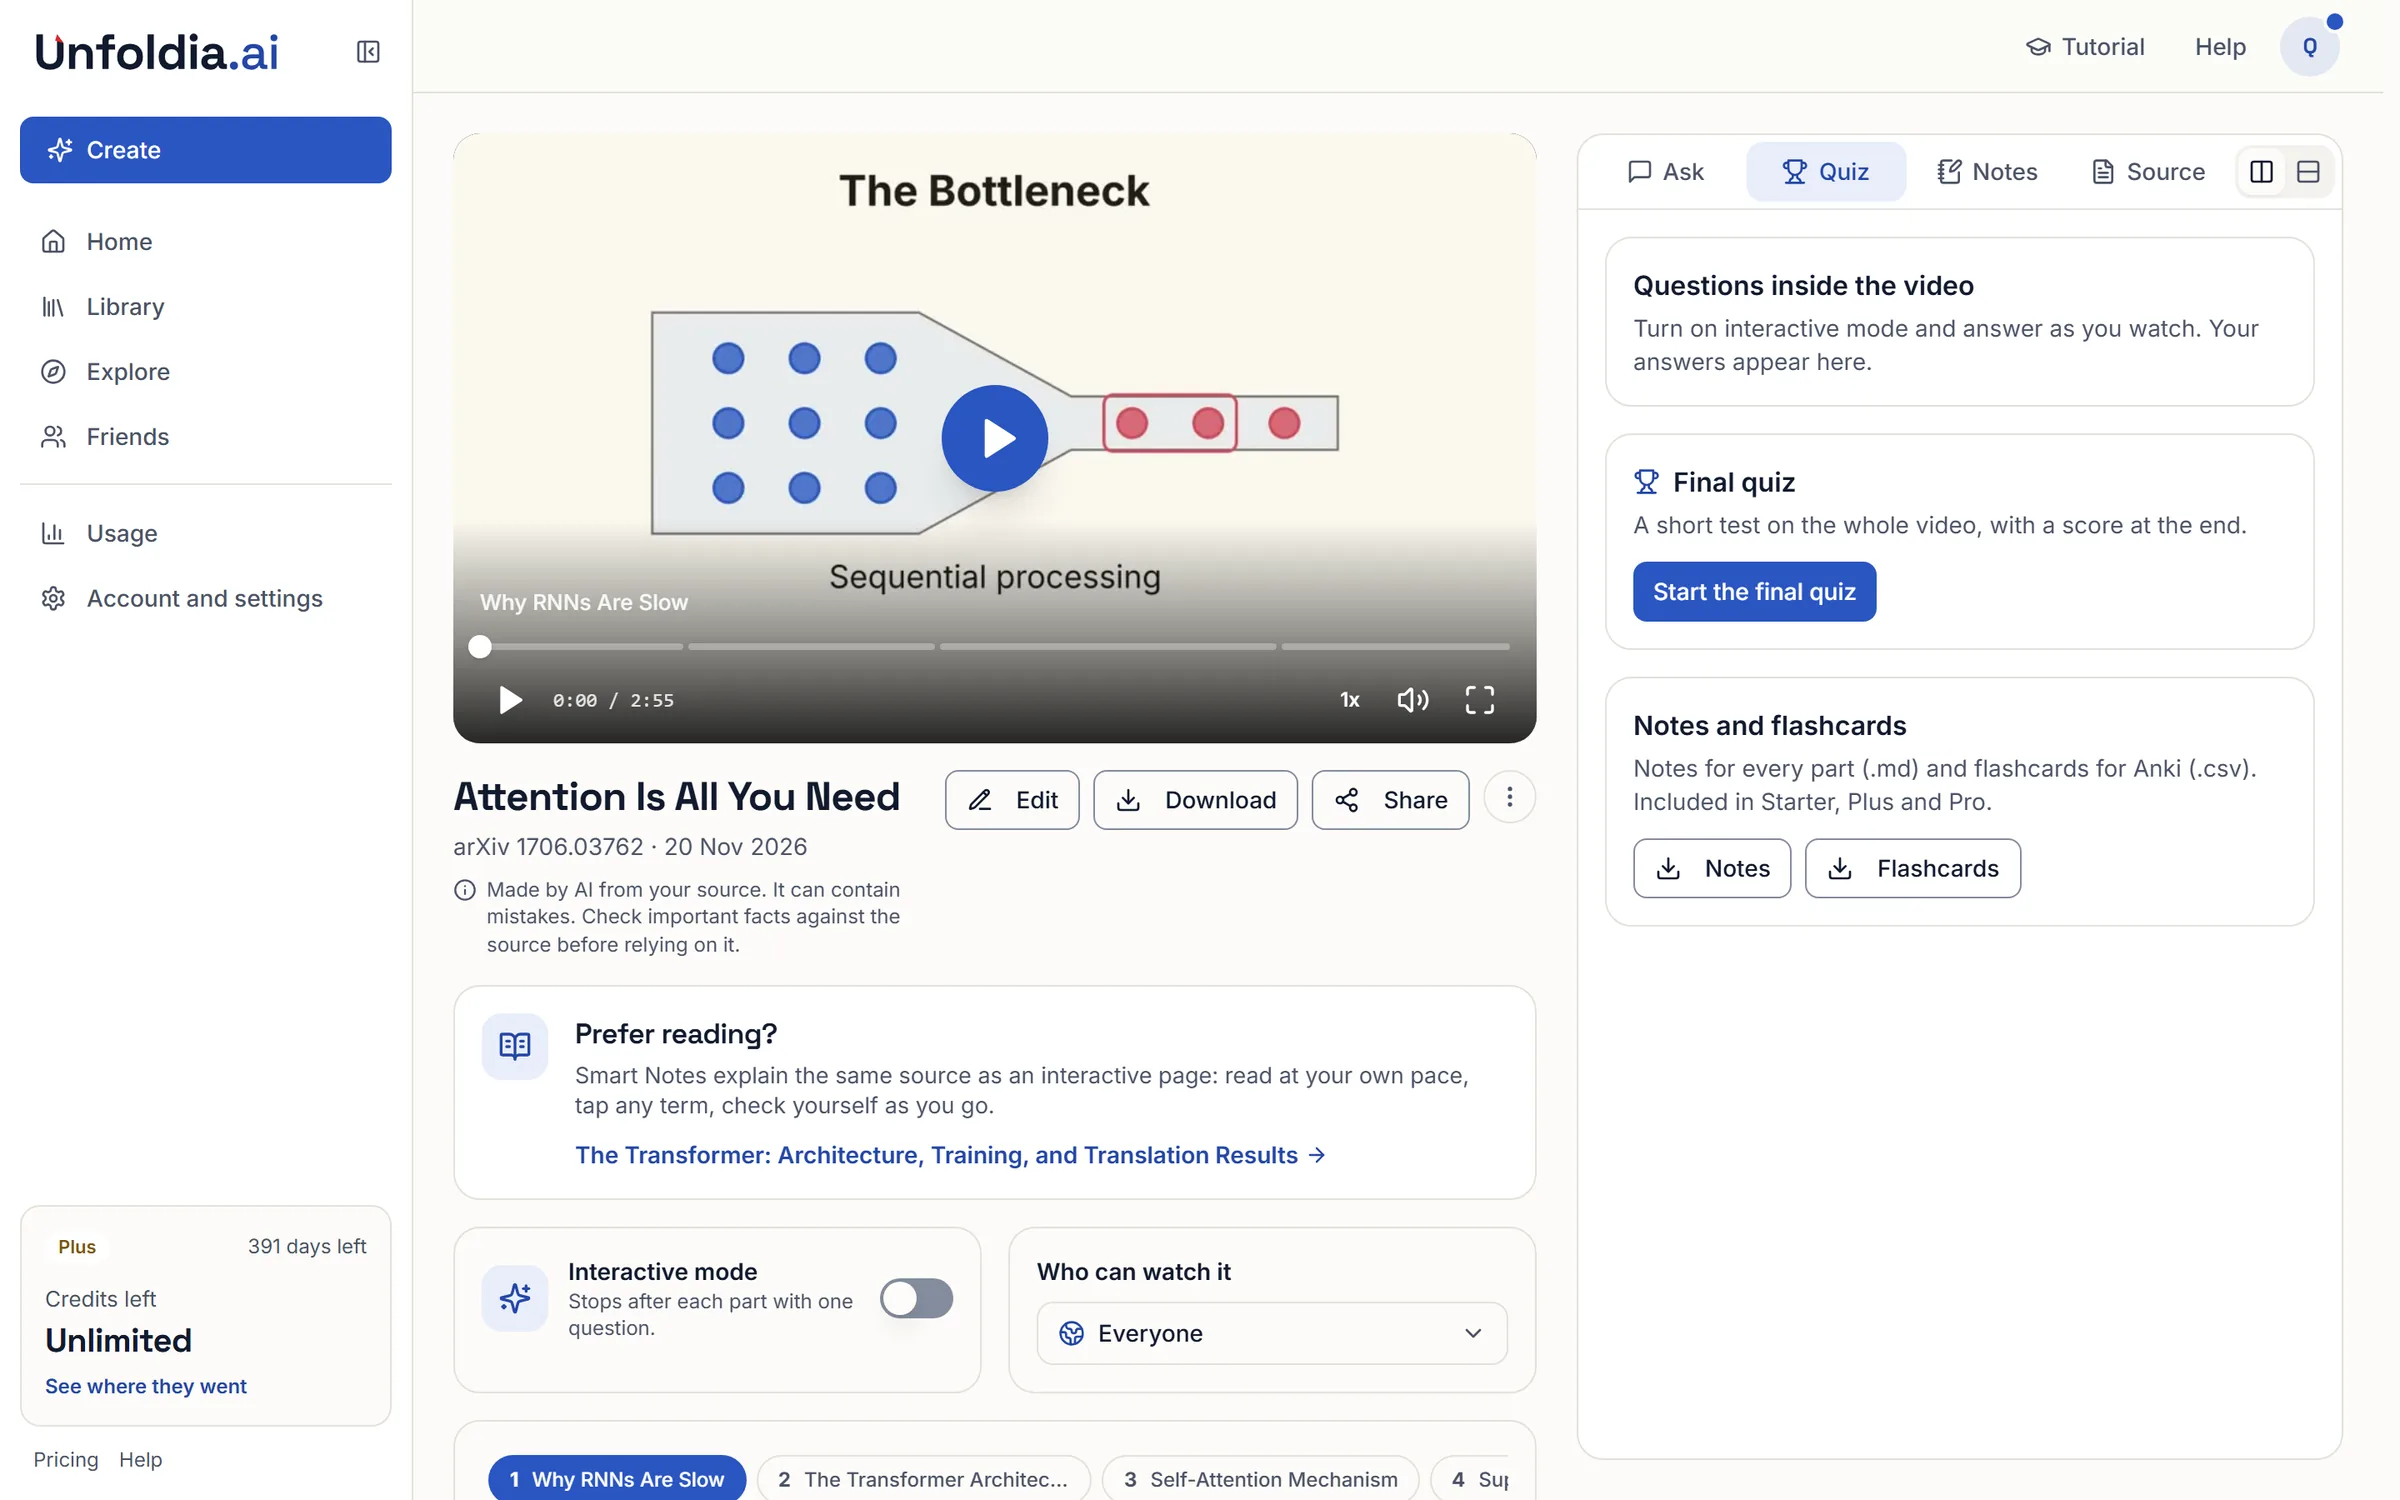 Unfoldia.ai
Create
Home
Library
Explore
Friends
Usage
Account and settings
Plus
391 days left
Credits left
Unlimited
See where they went
Pricing
Help
Tutorial
Help
Q
The Bottleneck
Sequential processing
Why RNNs Are Slow
0:00 / 2:55
1x
Attention Is All You Need
Edit
Download
Share
arXiv 1706.03762 · 20 Nov 2026
Made by AI from your source. It can contain
mistakes. Check important facts against the
source before relying on it.
Prefer reading?
Smart Notes explain the same source as an interactive page: read at your own pace,
tap any term, check yourself as you go.
The Transformer: Architecture, Training, and Translation Results →
Interactive mode
Stops after each part with one
question.
Who can watch it
Everyone
1 Why RNNs Are Slow
2 The Transformer Architec...
3 Self-Attention Mechanism
4
Ask
Quiz
Notes
Source
Questions inside the video
Turn on interactive mode and answer as you watch. Your
answers appear here.
Final quiz
A short test on the whole video, with a score at the end.
Start the final quiz
Notes and flashcards
Notes for every part (.md) and flashcards for Anki (.csv).
Included in Starter, Plus and Pro.
Notes
Flashcards